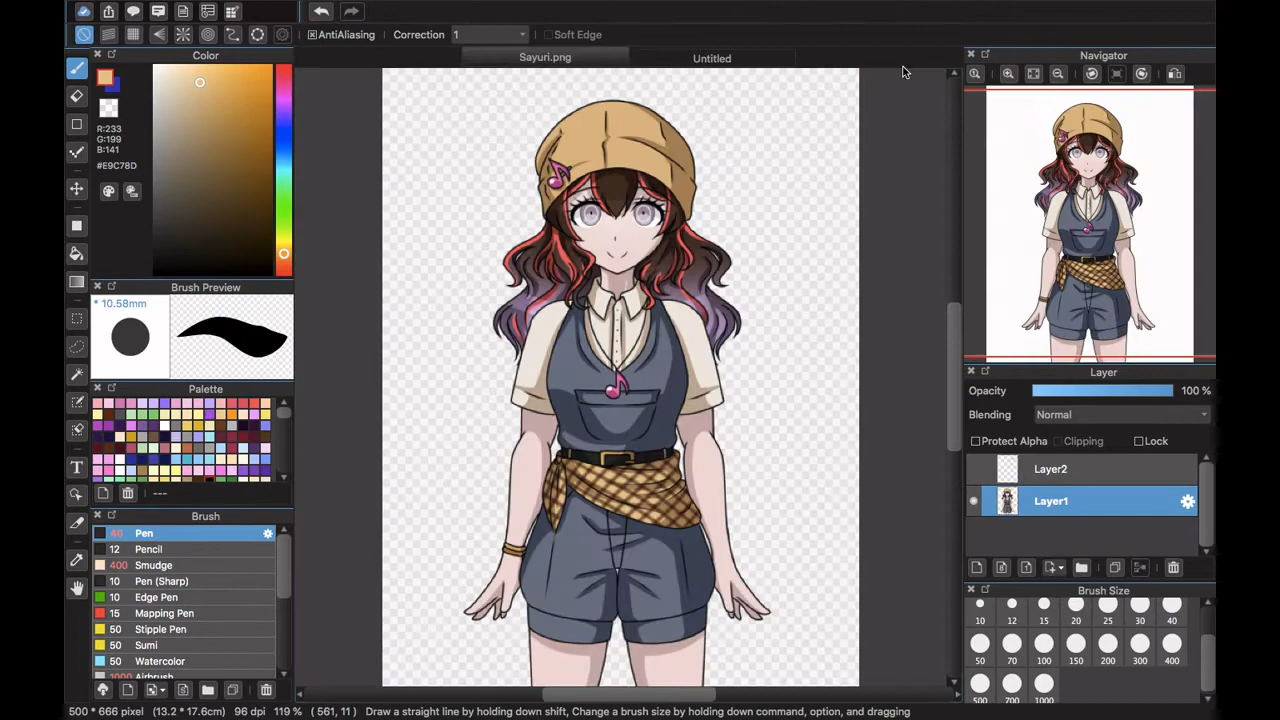 AntiAliasing Correction 1 Soft Edge
Color
Sayuri.png Untitled
Navigator
R:233
G:199
B:141
#E9C78D
Brush Preview
* 10.58mm
Palette
---
Brush
40 Pen
12 Pencil
400 Smudge
10 Pen (Sharp)
10 Edge Pen
15 Mapping Pen
50 Stipple Pen
50 Sumi
50 Watercolor
1000 Airbrush
Layer
Opacity 100 %
Blending Normal
Protect Alpha Clipping Lock
Layer2
Layer1
Brush Size
10 12 15 20 25 30 40
50 70 100 150 200 300 400
500 700 1000
500 * 666 pixel (13.2 * 17.6cm) 96 dpi 119 % ( 561, 11 ) Draw a straight line by holding down shift, Change a brush size by holding down command, option, and dragging
T